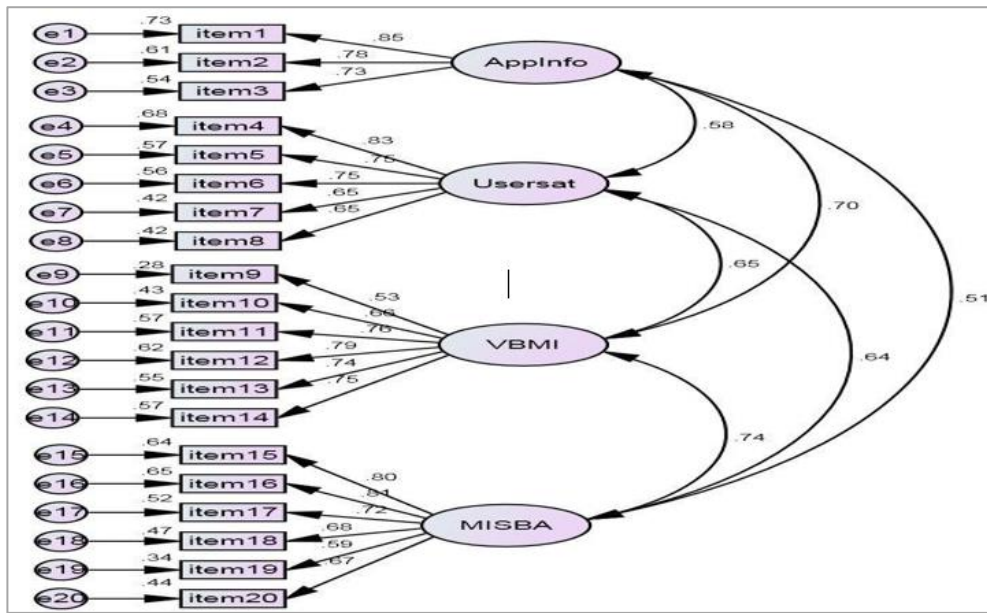 .73
e1 item1 .85
.61
e2 item2 .78 AppInfo
.54
e3 item3 .73
.68
e4 item4 .83 .58
.57
e5 item5 .75
.56
e6 item6 .75 Usersat
.42
e7 item7 .65 .70
.42
e8 item8 .65
.28
e9 item9 .53 .65 .51
.43
e10 item10 .66
.57
e11 item11 .76
.62
e12 item12 .79 VBMI .64
.55
e13 item13 .74
.57
e14 item14 .75
.64
e15 item15 .80 .74
.65
e16 item16 .81
.52
e17 item17 .72 MISBA
.47
e18 item18 .68
.34
e19 item19 .59
.44
e20 item20 .67